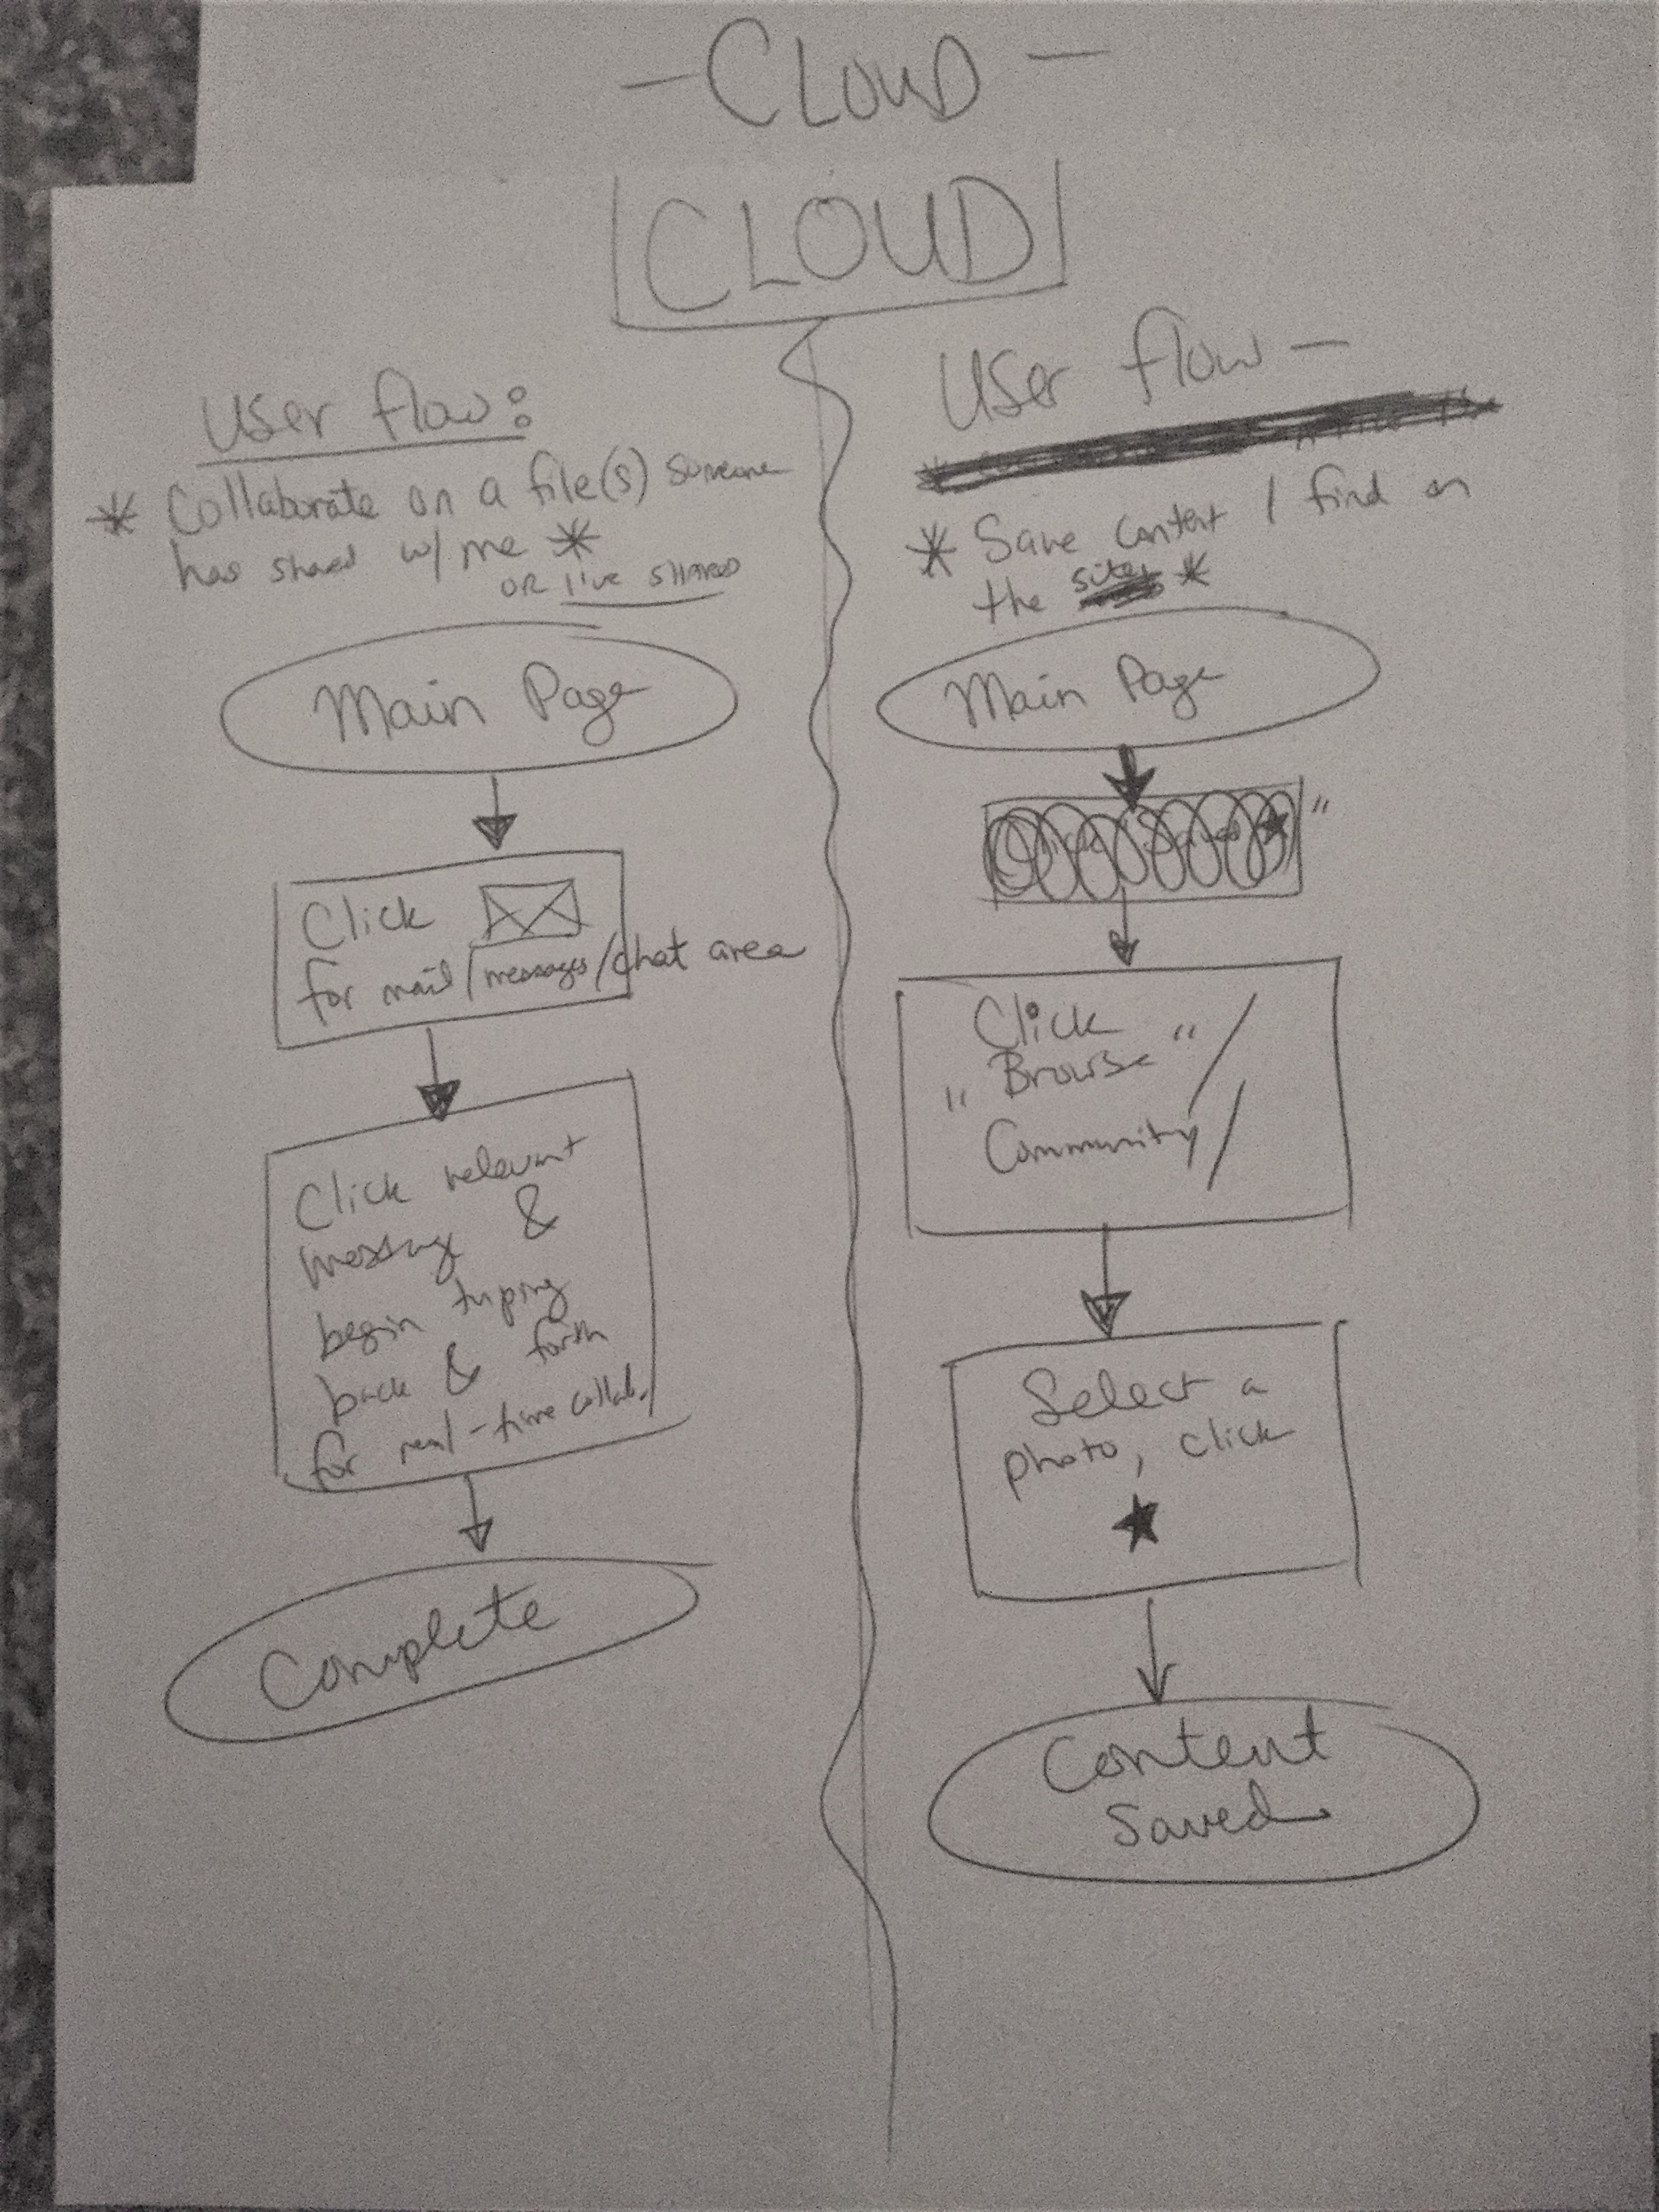 - CLOUD -
CLOUD
User flow:
* Collaborate on a file(s) someone
has shared w/ me *
OR I've SHARED
Main Page
Click
for mail/messages/chat area
Click relevant
message &
begin typing
back & forth
for real-time collab.
Complete
User flow -
* Save content I find on
the site *
Main Page
"
Click
"Browse"/
Community/
Select a
photo, click
★
Content
Saved